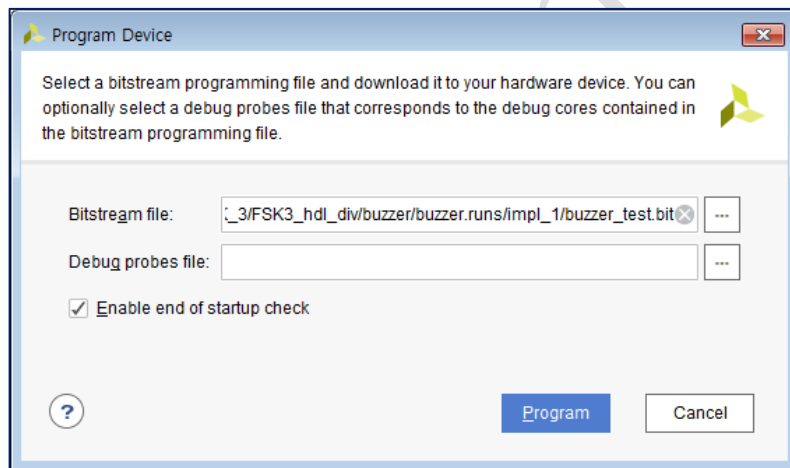 Program Device
Select a bitstream programming file and download it to your hardware device. You can
optionally select a debug probes file that corresponds to the debug cores contained in
the bitstream programming file.
Bitstream file: _3/FSK3_hdl_div/buzzer/buzzer.runs/impl_1/buzzer_test.bit ...
Debug probes file: ...
Enable end of startup check
? Program Cancel